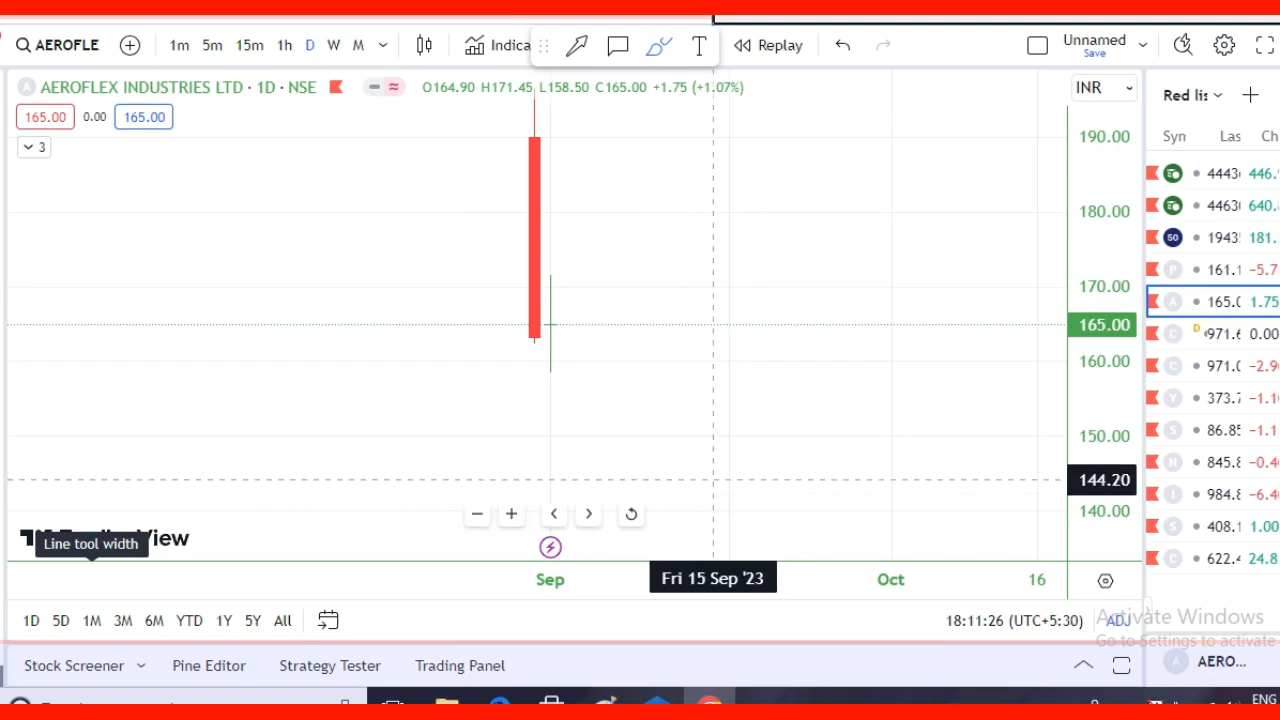 AEROFLE 1m 5m 15m 1h D W M Indica T Replay Unnamed
Save
AEROFLEX INDUSTRIES LTD · 1D · NSE O164.90 H171.45 L158.50 C165.00 +1.75 (+1.07%) INR
165.00 0.00 165.00
3
190.00
180.00
170.00
165.00
160.00
150.00
144.20
140.00
Red lis
Syn Las Ch
446.
640.
50 181.
P 161.1 −5.7
A 165.0 1.75
C D 971.6 0.00
C 971.0 −2.9
Y 373.7 −1.1
S 86.85 −1.1
N 845.8 −0.4
I 984.8 −6.4
S 408.1 1.00
C 622.4 24.8
View
Line tool width
Sep Fri 15 Sep '23 Oct 16
1D 5D 1M 3M 6M YTD 1Y 5Y All 18:11:26 (UTC+5:30) ADJ
Activate Windows
Go to Settings to activate
Stock Screener Pine Editor Strategy Tester Trading Panel A AERO...
ENG